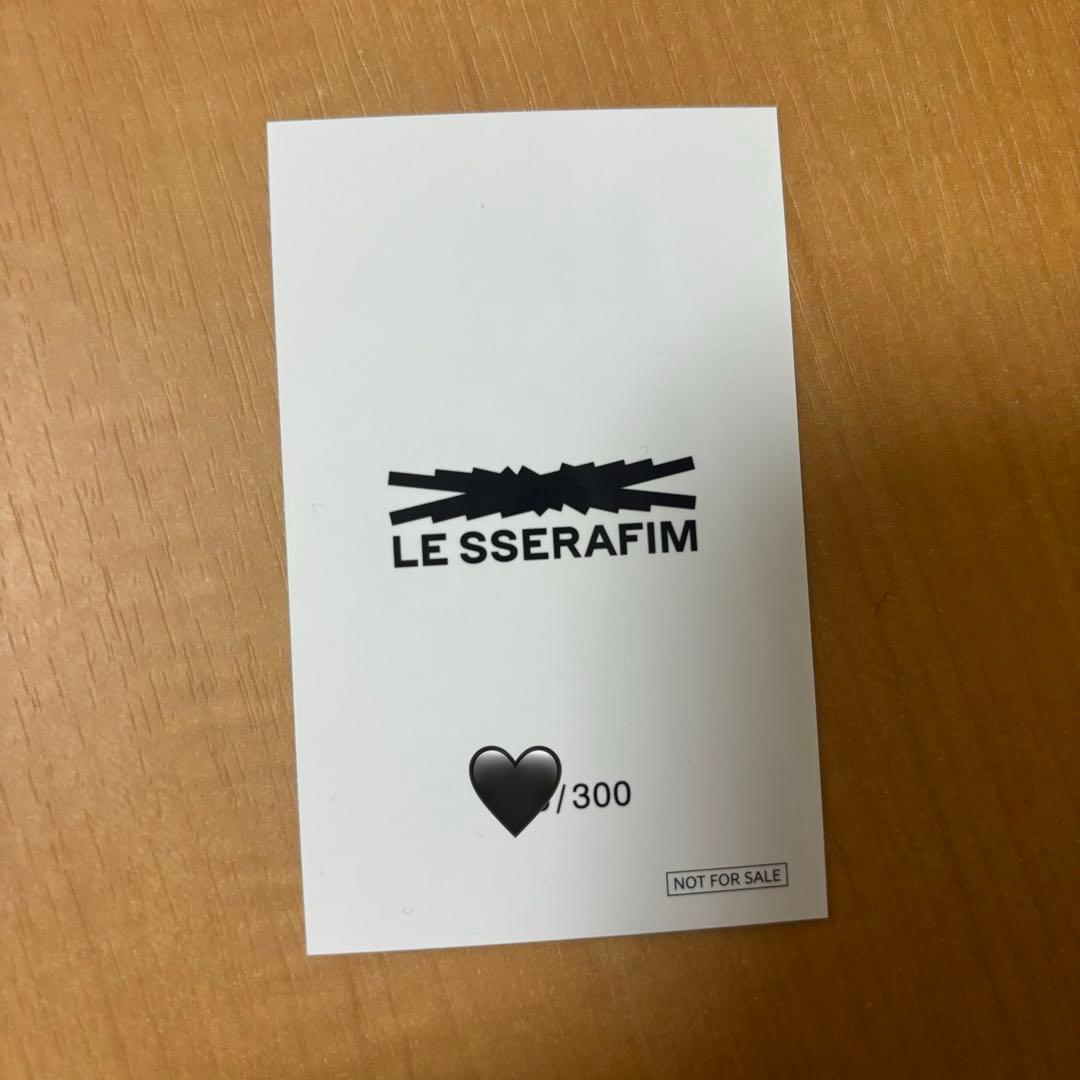 LE SSERAFIM
/300
NOT FOR SALE